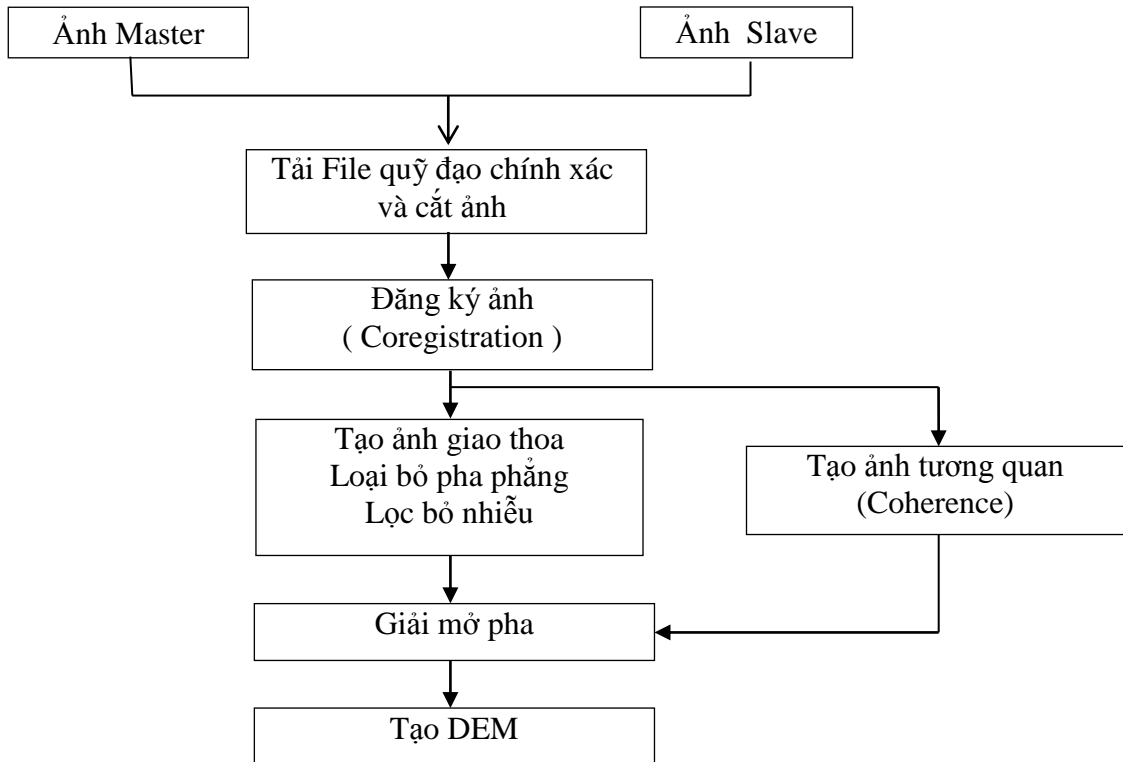 Ảnh Master
Ảnh Slave
Tải File quỹ đạo chính xác
và cắt ảnh
Đăng ký ảnh
( Coregistration )
Tạo ảnh giao thoa
Loại bỏ pha phẳng
Lọc bỏ nhiễu
Tạo ảnh tương quan
(Coherence)
Giải mở pha
Tạo DEM